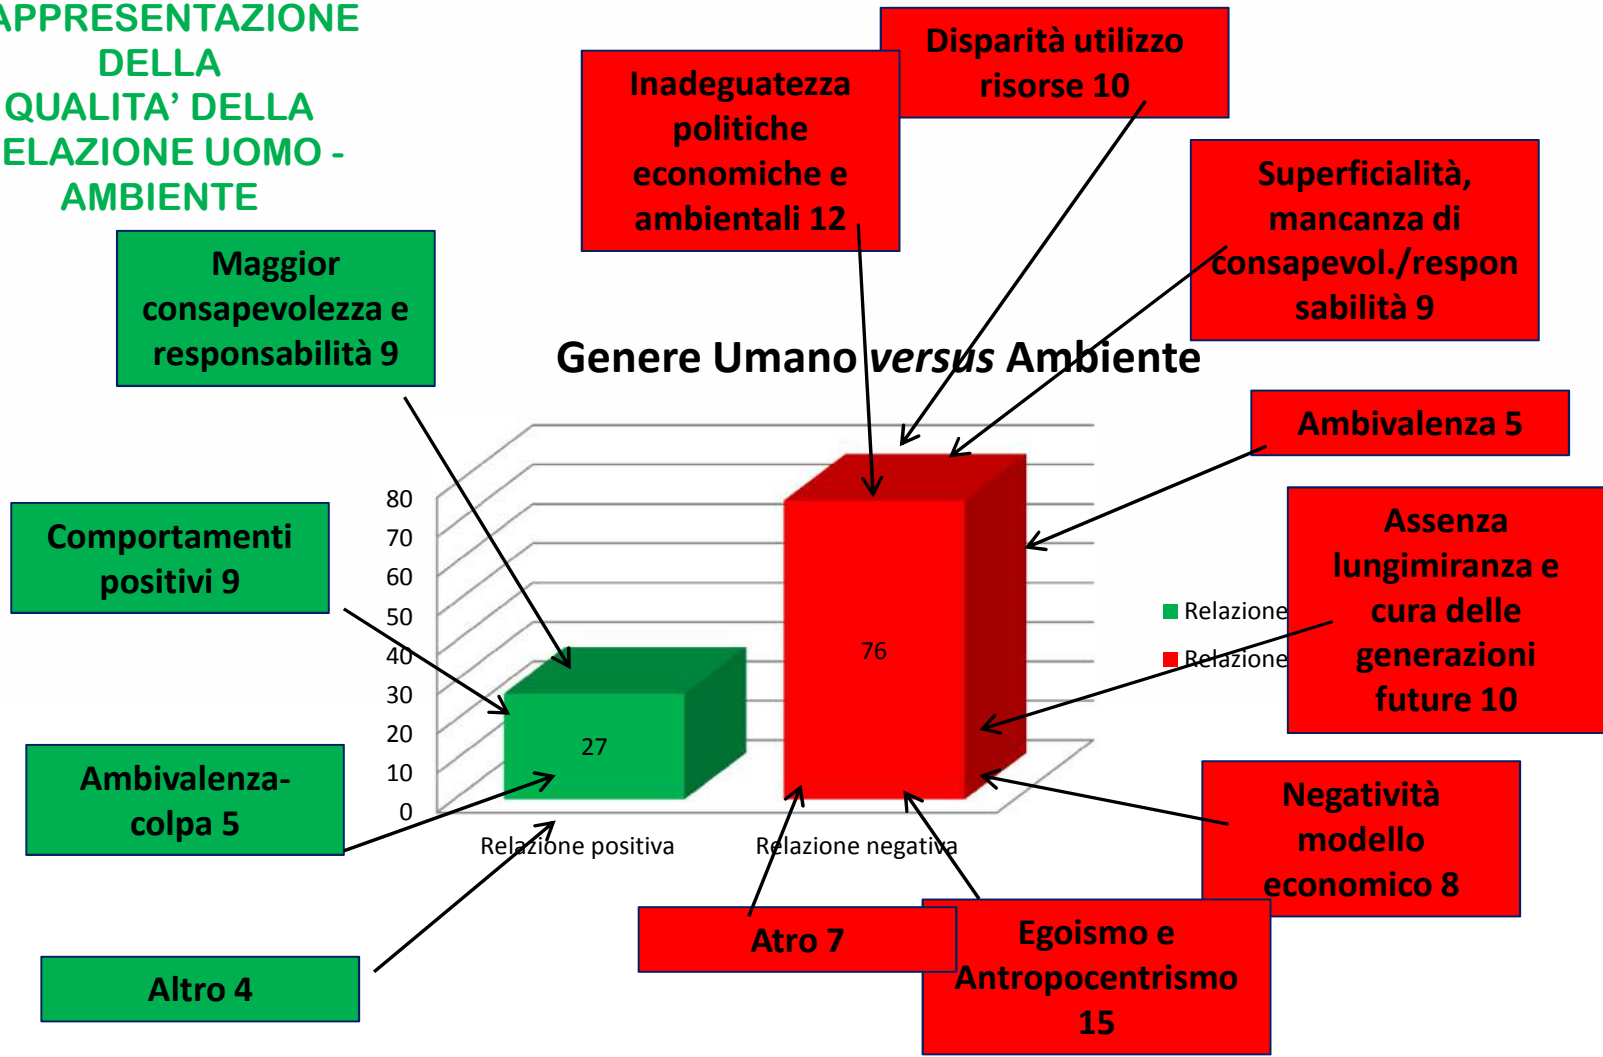 APPRESENTAZIONE
DELLA
QUALITA’ DELLA
ELAZIONE UOMO -
AMBIENTE
Disparità utilizzo
risorse 10
Inadeguatezza
politiche
economiche e
ambientali 12
Superficialità,
mancanza di
consapevol./respon
sabilità 9
Maggior
consapevolezza e
responsabilità 9
Genere Umano versus Ambiente
Ambivalenza 5
Comportamenti
positivi 9
Assenza
lungimiranza e
cura delle
generazioni
future 10
80
70
60
50
40
30
20
10
0
27
76
Relazione positiva
Relazione negativa
Relazione
Relazione
Ambivalenza-
colpa 5
Negatività
modello
economico 8
Altro 4
Atro 7
Egoismo e
Antropocentrismo
15